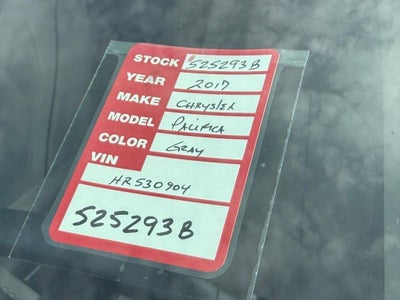 STOCK #525293B
YEAR 2017
MAKE CHRYSLER
MODEL PACIFICA
COLOR GRAY
VIN
HR530904
525293B